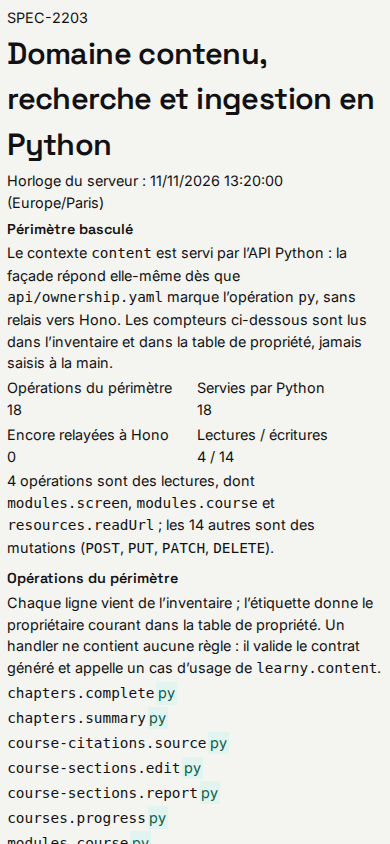 SPEC-2203
Domaine contenu,
recherche et ingestion en
Python
Horloge du serveur : 11/11/2026 13:20:00
(Europe/Paris)
Périmètre basculé
Le contexte content est servi par l'API Python : la
façade répond elle-même dès que
api/ownership.yaml marque l'opération py, sans
relais vers Hono. Les compteurs ci-dessous sont lus
dans l'inventaire et dans la table de propriété, jamais
saisis à la main.
Opérations du périmètre Servies par Python
18 18
Encore relayées à Hono Lectures / écritures
0 4 / 14
4 opérations sont des lectures, dont
modules.screen, modules.course et
resources.readUrl ; les 14 autres sont des
mutations (POST, PUT, PATCH, DELETE).
Opérations du périmètre
Chaque ligne vient de l'inventaire ; l'étiquette donne le
propriétaire courant dans la table de propriété. Un
handler ne contient aucune règle : il valide le contrat
généré et appelle un cas d'usage de learny.content.
chapters.complete py
chapters.summary py
course-citations.source py
course-sections.edit py
course-sections.report py
courses.progress py
modules.course py